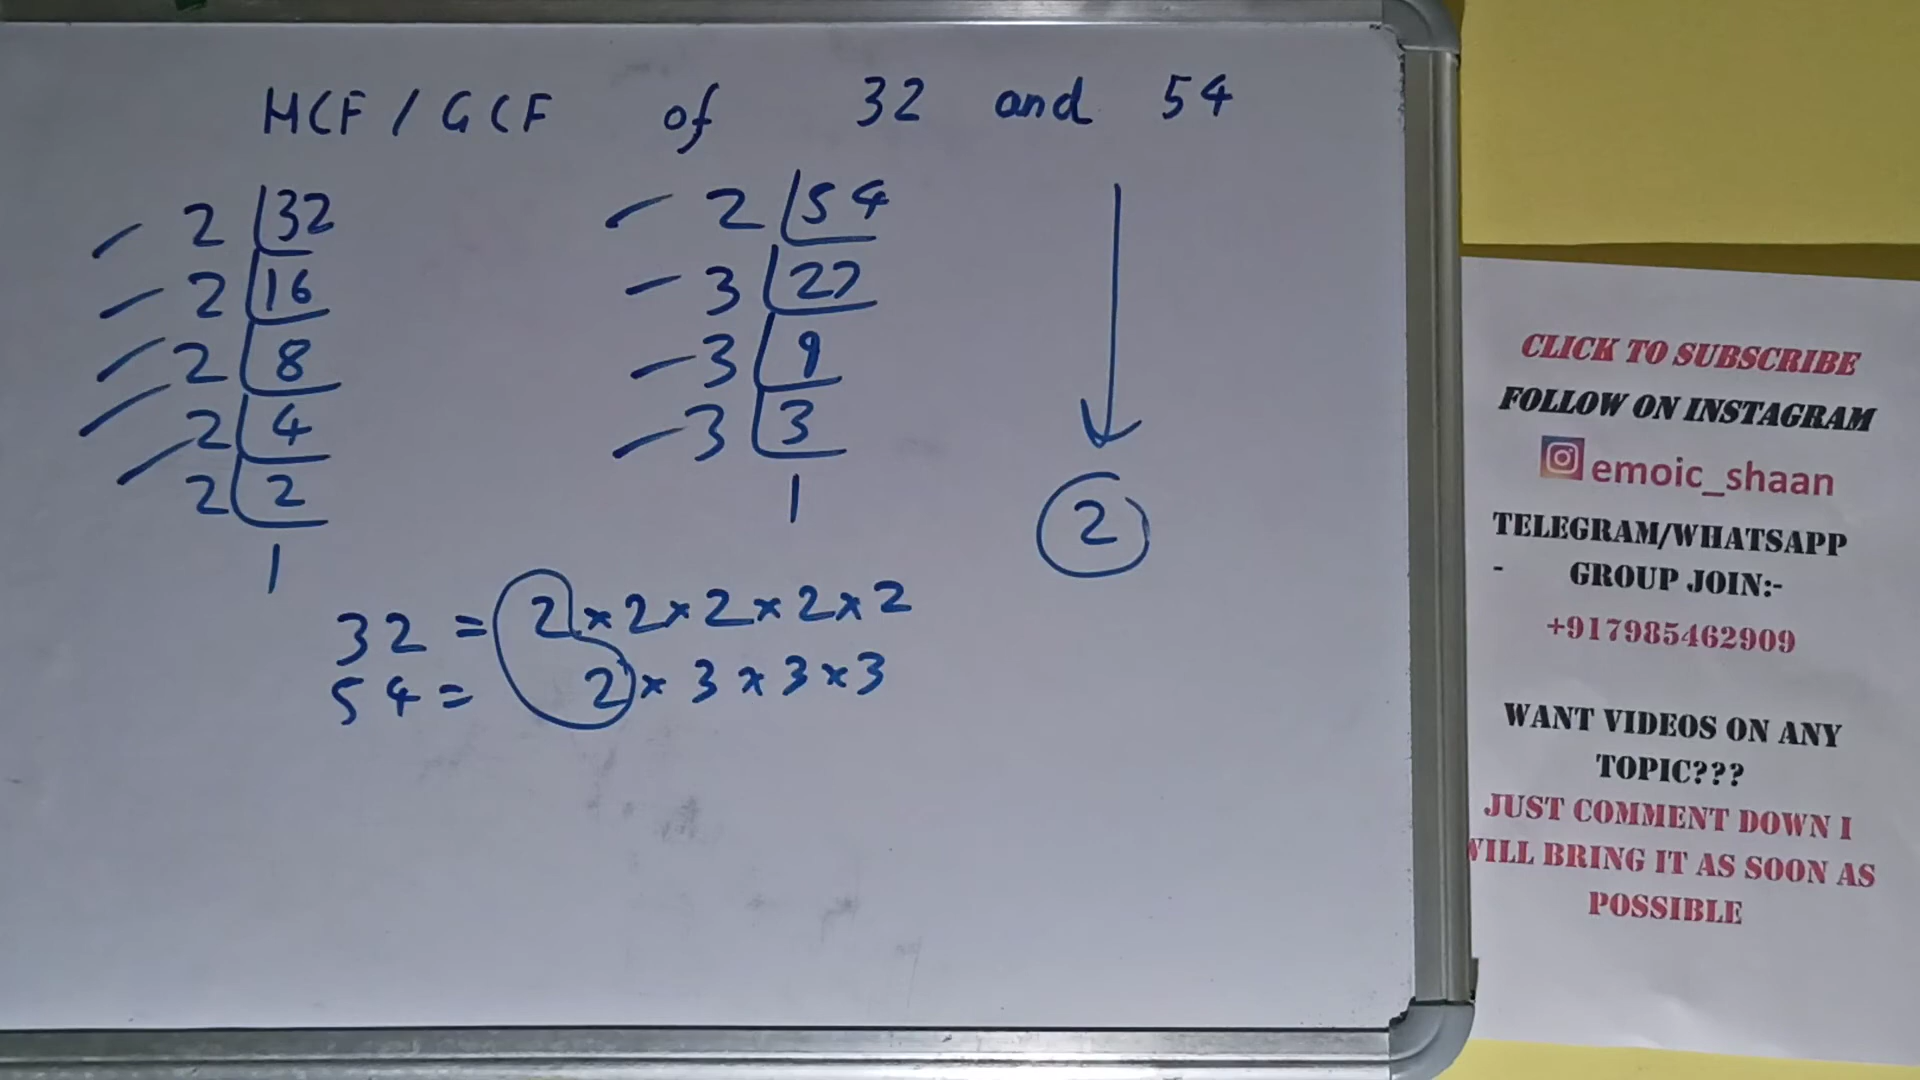 HCF / GCF of 32 and 54
2 32
2 16
2 8
2 4
2 2
1
2 54
3 27
3 9
3 3
1
2
32 = 2 × 2 × 2 × 2 × 2
54 = 2 × 3 × 3 × 3
CLICK TO SUBSCRIBE
FOLLOW ON INSTAGRAM
emoic_shaan
TELEGRAM/WHATSAPP
- GROUP JOIN:-
+917985462909
WANT VIDEOS ON ANY
TOPIC???
JUST COMMENT DOWN I
WILL BRING IT AS SOON AS
POSSIBLE